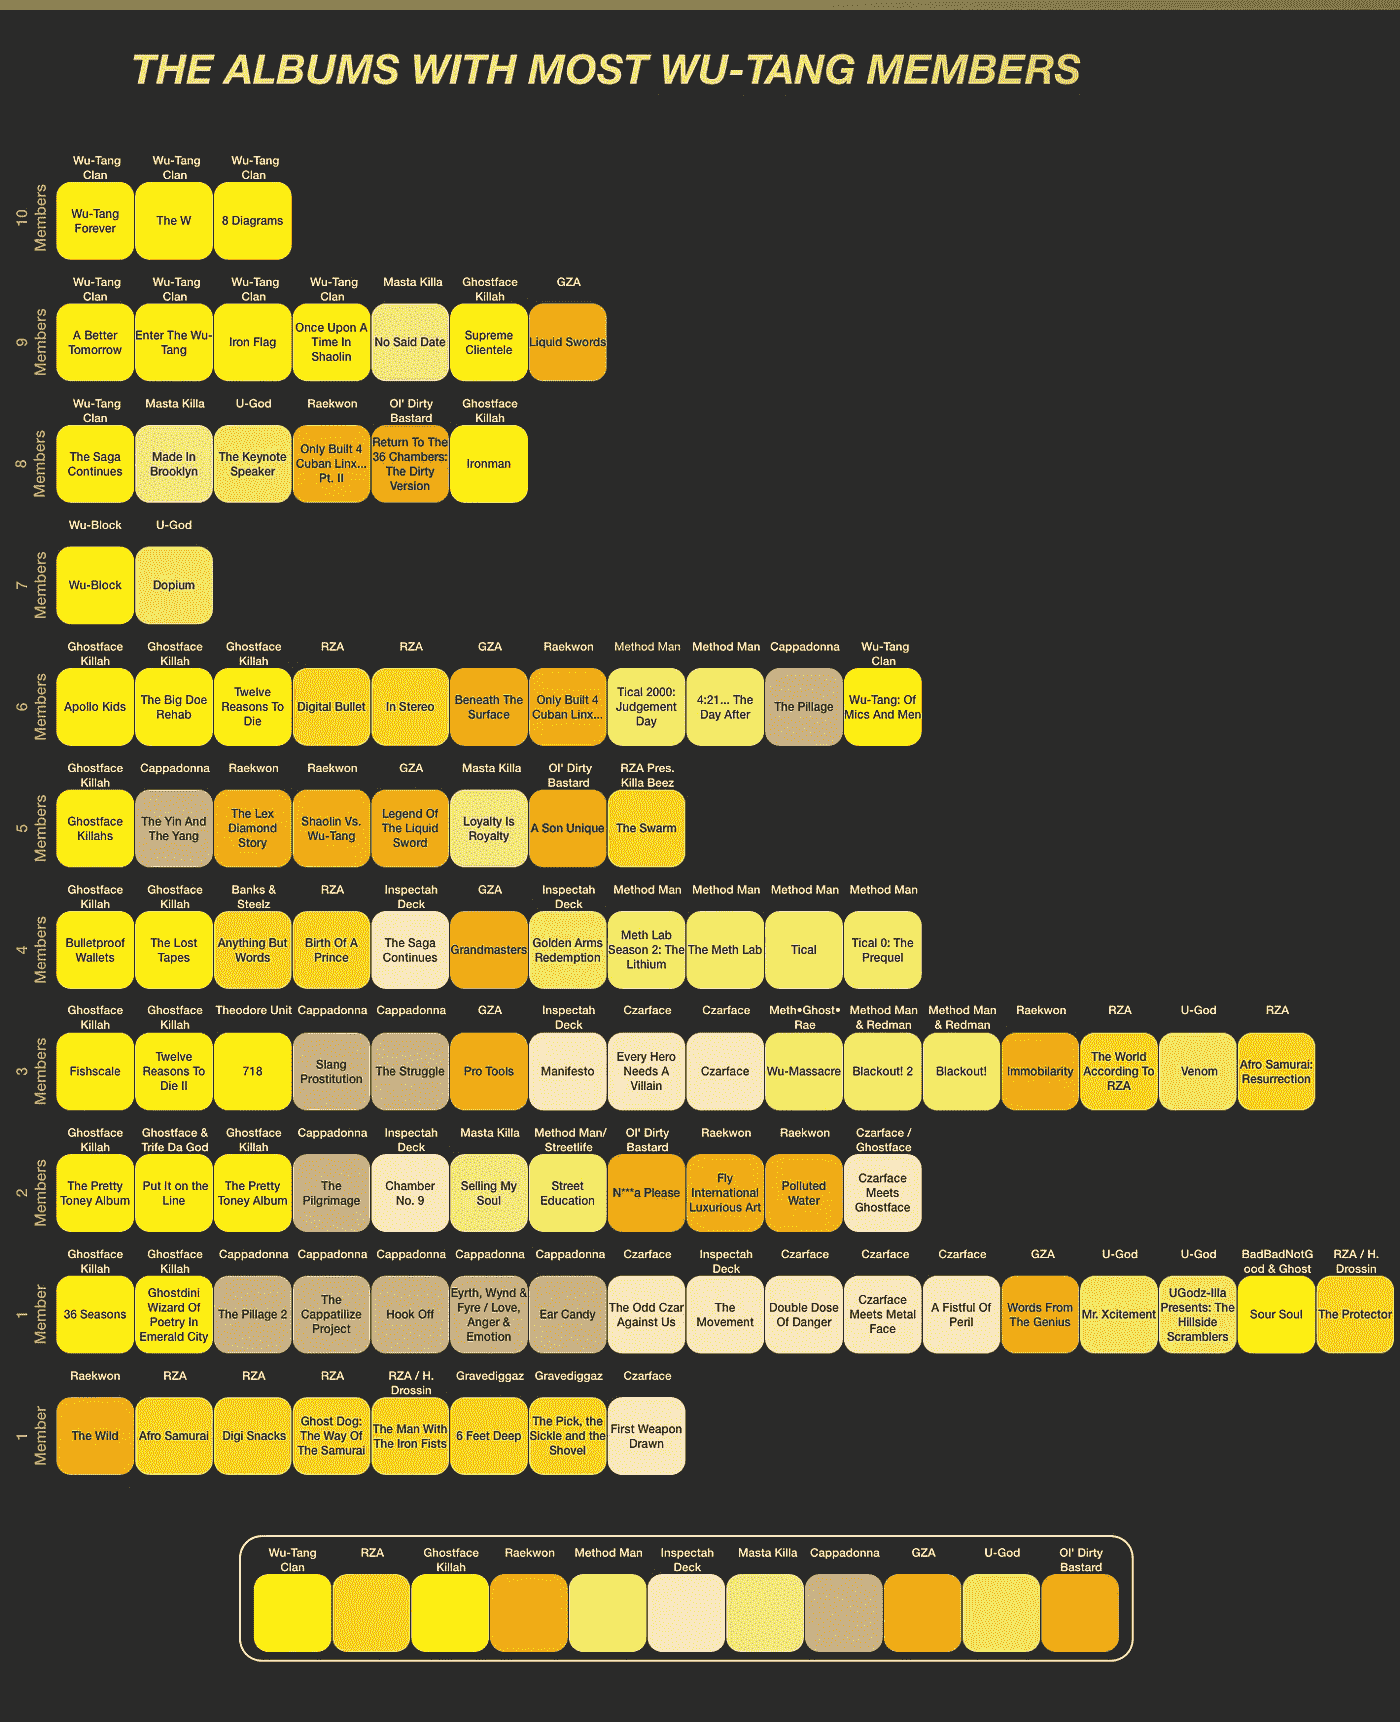 THE ALBUMS WITH MOST WU-TANG MEMBERS
10
Members
Wu-Tang
Clan
Wu-Tang
Forever
Wu-Tang
Clan
The W
Wu-Tang
Clan
8 Diagrams
9
Members
Wu-Tang
Clan
A Better
Tomorrow
Wu-Tang
Clan
Enter The Wu-
Tang
Wu-Tang
Clan
Iron Flag
Wu-Tang
Clan
Once Upon A
Time In
Shaolin
Masta Killa
No Said Date
Ghostface
Killah
Supreme
Clientele
GZA
Liquid Swords
8
Members
Wu-Tang
Clan
The Saga
Continues
Masta Killa
Made In
Brooklyn
U-God
The Keynote
Speaker
Raekwon
Only Built 4
Cuban Linx...
Pt. II
Ol' Dirty
Bastard
Return To The
36 Chambers:
The Dirty
Version
Ghostface
Killah
Ironman
7
Members
Wu-Block
Wu-Block
U-God
Dopium
6
Members
Ghostface
Killah
Apollo Kids
Ghostface
Killah
The Big Doe
Rehab
Ghostface
Killah
Twelve
Reasons To
Die
RZA
Digital Bullet
RZA
In Stereo
GZA
Beneath The
Surface
Raekwon
Only Built 4
Cuban Linx...
Method Man
Tical 2000:
Judgement
Day
Method Man
4:21... The
Day After
Cappadonna
The Pillage
Wu-Tang
Clan
Wu-Tang: Of
Mics And Men
5
Members
Ghostface
Killah
Ghostface
Killahs
Cappadonna
The Yin And
The Yang
Raekwon
The Lex
Diamond
Story
Raekwon
Shaolin Vs.
Wu-Tang
GZA
Legend Of
The Liquid
Sword
Masta Killa
Loyalty Is
Royalty
Ol' Dirty
Bastard
A Son Unique
RZA Pres.
Killa Beez
The Swarm
4
Members
Ghostface
Killah
Bulletproof
Wallets
Ghostface
Killah
The Lost
Tapes
Banks &
Steelz
Anything But
Words
RZA
Birth Of A
Prince
Inspectah
Deck
The Saga
Continues
GZA
Grandmasters
Inspectah
Deck
Golden Arms
Redemption
Method Man
Meth Lab
Season 2: The
Lithium
Method Man
The Meth Lab
Method Man
Tical
Method Man
Tical 0: The
Prequel
3
Members
Ghostface
Killah
Fishscale
Ghostface
Killah
Twelve
Reasons To
Die II
Theodore Unit
718
Cappadonna
Slang
Prostitution
Cappadonna
The Struggle
GZA
Pro Tools
Inspectah
Deck
Manifesto
Czarface
Every Hero
Needs A
Villain
Czarface
Czarface
Meth•Ghost•
Rae
Wu-Massacre
Method Man
& Redman
Blackout! 2
Method Man
& Redman
Blackout!
Raekwon
Immobilarity
RZA
The World
According To
RZA
U-God
Venom
RZA
Afro Samurai:
Resurrection
2
Members
Ghostface
Killah
The Pretty
Toney Album
Ghostface &
Trife Da God
Put It on the
Line
Ghostface
Killah
The Pretty
Toney Album
Cappadonna
The
Pilgrimage
Inspectah
Deck
Chamber
No. 9
Masta Killa
Selling My
Soul
Method Man/
Streetlife
Street
Education
Ol' Dirty
Bastard
N***a Please
Raekwon
Fly
International
Luxurious Art
Raekwon
Polluted
Water
Czarface /
Ghostface
Czarface
Meets
Ghostface
1
Member
Ghostface
Killah
36 Seasons
Ghostface
Killah
Ghostdini
Wizard Of
Poetry In
Emerald City
Cappadonna
The Pillage 2
Cappadonna
The
Cappatilize
Project
Cappadonna
Hook Off
Cappadonna
Eyrth, Wynd &
Fyre / Love,
Anger &
Emotion
Cappadonna
Ear Candy
Czarface
The Odd Czar
Against Us
Inspectah
Deck
The
Movement
Czarface
Double Dose
Of Danger
Czarface
Czarface
Meets Metal
Face
Czarface
A Fistful Of
Peril
GZA
Words From
The Genius
U-God
Mr. Xcitement
U-God
UGodz-Illa
Presents: The
Hillside
Scramblers
BadBadNotG
ood & Ghost
Sour Soul
RZA / H.
Drossin
The Protector
1
Member
Raekwon
The Wild
RZA
Afro Samurai
RZA
Digi Snacks
RZA
Ghost Dog:
The Way Of
The Samurai
RZA / H.
Drossin
The Man With
The Iron Fists
Gravediggaz
6 Feet Deep
Gravediggaz
The Pick, the
Sickle and the
Shovel
Czarface
First Weapon
Drawn
Wu-Tang
Clan
RZA
Ghostface
Killah
Raekwon
Method Man
Inspectah
Deck
Masta Killa
Cappadonna
GZA
U-God
Ol' Dirty
Bastard